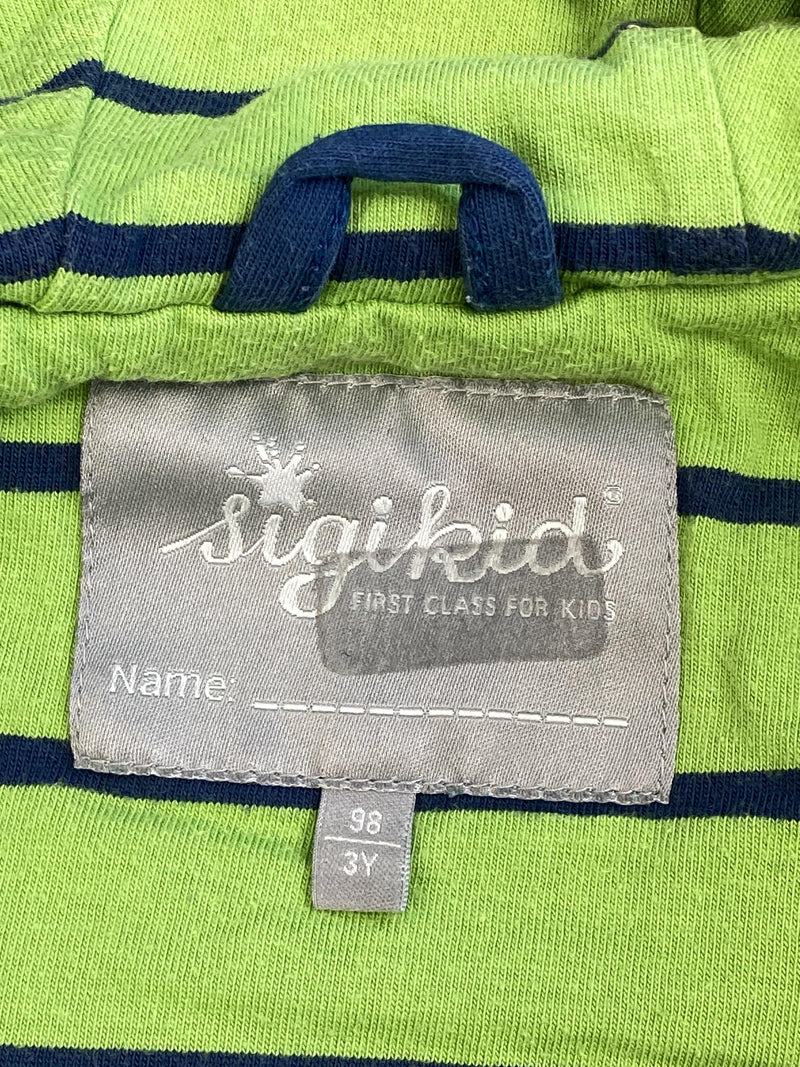 sigikid®
FIRST CLASS FOR KIDS
Name:
98
3Y